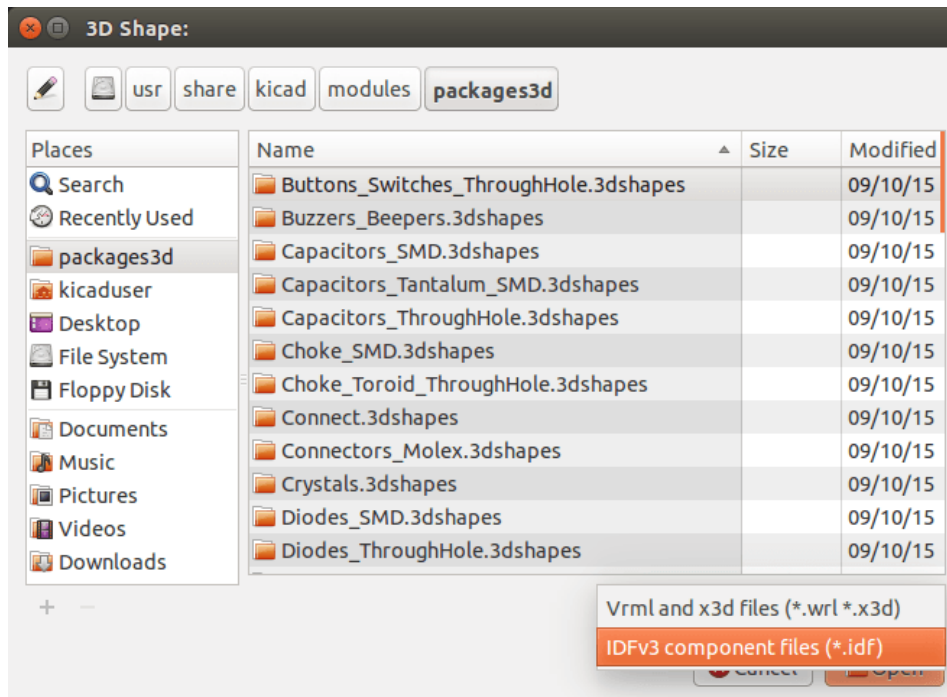 3D Shape:
usr share kicad modules packages3d
Places
Search
Recently Used
packages3d
kicaduser
Desktop
File System
Floppy Disk
Documents
Music
Pictures
Videos
Downloads
Name Size Modified
Buttons_Switches_ThroughHole.3dshapes 09/10/15
Buzzers_Beepers.3dshapes 09/10/15
Capacitors_SMD.3dshapes 09/10/15
Capacitors_Tantalum_SMD.3dshapes 09/10/15
Capacitors_ThroughHole.3dshapes 09/10/15
Choke_SMD.3dshapes 09/10/15
Choke_Toroid_ThroughHole.3dshapes 09/10/15
Connect.3dshapes 09/10/15
Connectors_Molex.3dshapes 09/10/15
Crystals.3dshapes 09/10/15
Diodes_SMD.3dshapes 09/10/15
Diodes_ThroughHole.3dshapes 09/10/15
Vrml and x3d files (*.wrl *.x3d)
IDFv3 component files (*.idf)
Cancel Open